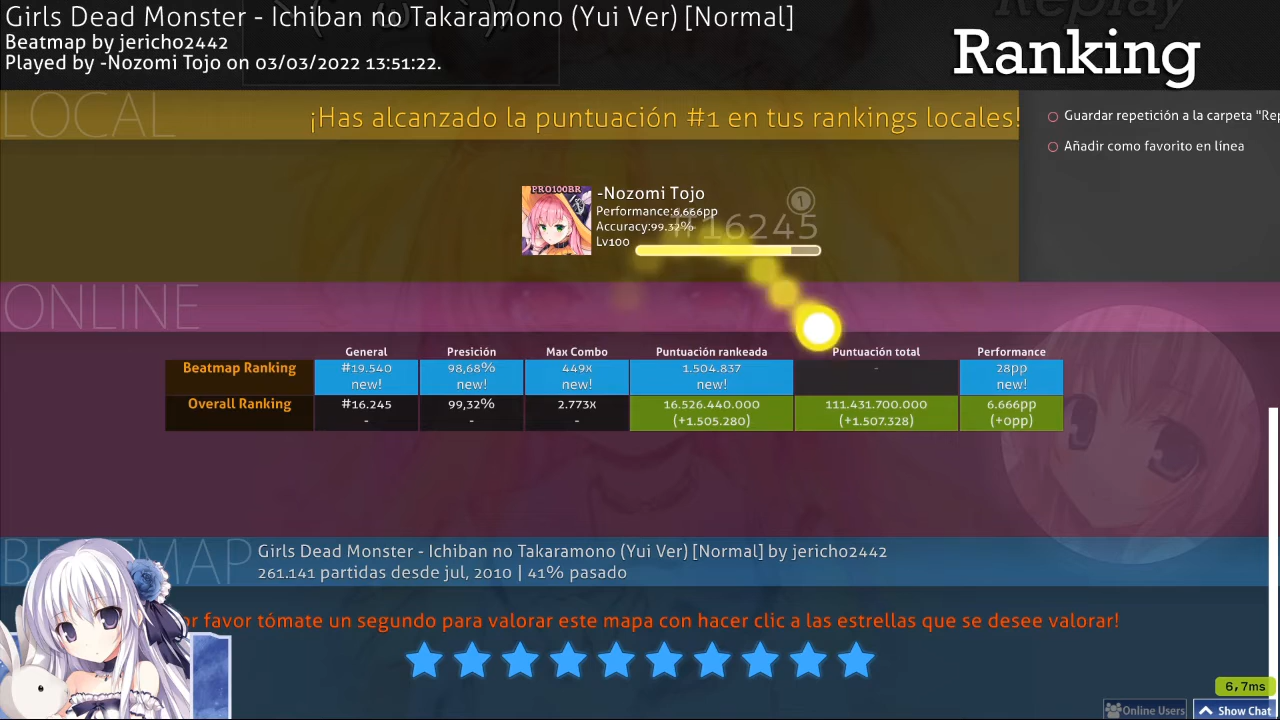 Girls Dead Monster - Ichiban no Takaramono (Yui Ver) [Normal]
Beatmap by jericho2442
Played by -Nozomi Tojo on 03/03/2022 13:51:22.
Replay
Ranking
LOCAL
¡Has alcanzado la puntuación #1 en tus rankings locales!
Guardar repetición a la carpeta "Rep
Añadir como favorito en línea
PRO100BR
-Nozomi Tojo
Performance:6.666pp
Accuracy:99.32%
Lv100
1
#16245
ONLINE
General Presición Max Combo Puntuación rankeada Puntuación total Performance
Beatmap Ranking #19.540 98,68% 449x 1.504.837 - 28pp
new! new! new! new! new!
Overall Ranking #16.245 99,32% 2.773x 16.526.440.000 111.431.700.000 6.666pp
- - - (+1.505.280) (+1.507.328) (+0pp)
BEATMAP
Girls Dead Monster - Ichiban no Takaramono (Yui Ver) [Normal] by jericho2442
261.141 partidas desde jul, 2010 | 41% pasado
or favor tómate un segundo para valorar este mapa con hacer clic a las estrellas que se desee valorar!
6,7ms
Online Users
Show Chat